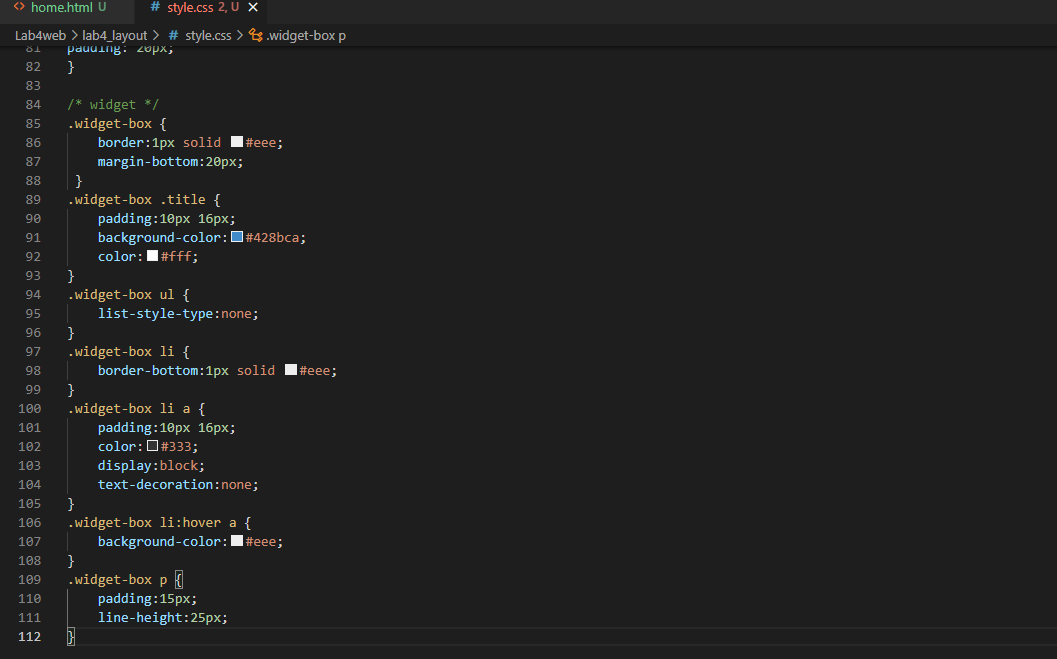 home.html U # style.css 2, U ×
Lab4web > lab4_layout > # style.css > .widget-box p
81 padding: 20px;
82 }
83
84 /* widget */
85 .widget-box {
86 border:1px solid #eee;
87 margin-bottom:20px;
88 }
89 .widget-box .title {
90 padding:10px 16px;
91 background-color:#428bca;
92 color:#fff;
93 }
94 .widget-box ul {
95 list-style-type:none;
96 }
97 .widget-box li {
98 border-bottom:1px solid #eee;
99 }
100 .widget-box li a {
101 padding:10px 16px;
102 color:#333;
103 display:block;
104 text-decoration:none;
105 }
106 .widget-box li:hover a {
107 background-color:#eee;
108 }
109 .widget-box p {
110 padding:15px;
111 line-height:25px;
112 }